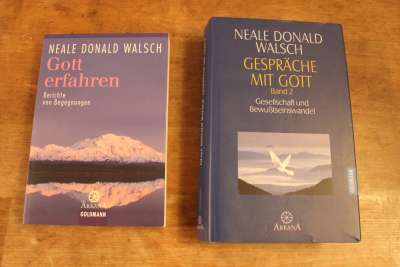 NEALE DONALD WALSCH
Gott
erfahren
Berichte
von Begegnungen
ARKANA
GOLDMANN
NEALE DONALD
WALSCH
GESPRÄCHE
MIT GOTT
Band 2
Gesellschaft und
Bewußtseinswandel
ARKANA